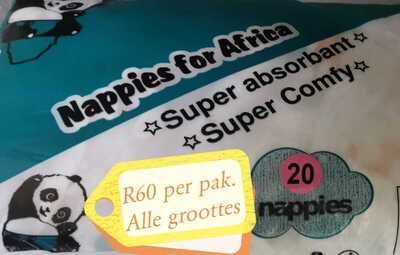 Nappies for Africa
☆Super absorbant☆
☆Super Comfy☆
R60 per pak.
Alle groottes
20
nappies